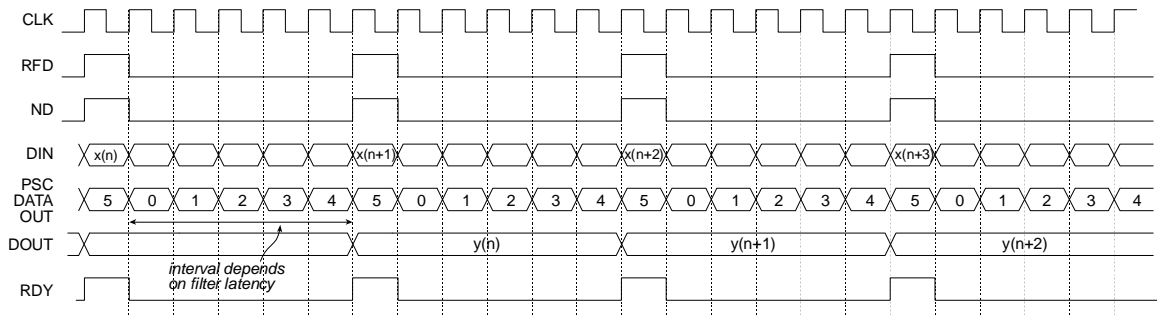 CLK
RFD
ND
DIN x(n) x(n+1) x(n+2) x(n+3)
PSC
DATA
OUT
5 0 1 2 3 4 5 0 1 2 3 4 5 0 1 2 3 4 5 0 1 2 3 4
DOUT y(n) y(n+1) y(n+2)
interval depends
on filter latency
RDY